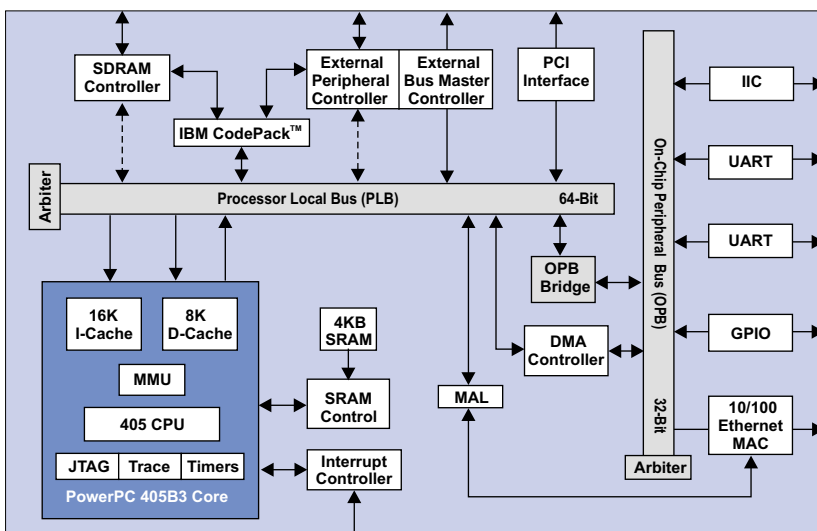 SDRAM
Controller
External
Peripheral
Controller
External
Bus Master
Controller
PCI
Interface
IBM CodePack™
Arbiter
Processor Local Bus (PLB)
64-Bit
On-Chip Peripheral Bus (OPB)
32-Bit
Arbiter
IIC
UART
UART
GPIO
10/100
Ethernet
MAC
OPB
Bridge
DMA
Controller
MAL
16K
I-Cache
8K
D-Cache
MMU
405 CPU
JTAG
Trace
Timers
PowerPC 405B3 Core
4KB
SRAM
SRAM
Control
Interrupt
Controller